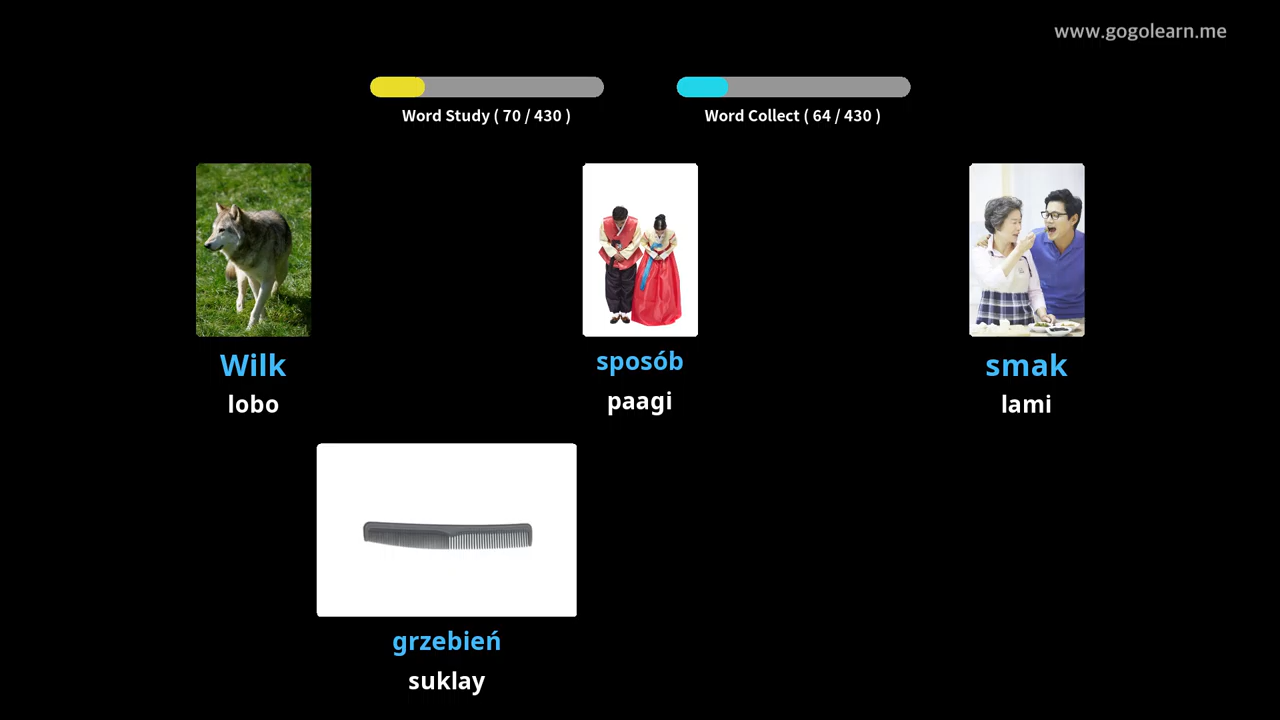 www.gogolearn.me
Word Study ( 70 / 430 )
Word Collect ( 64 / 430 )
Wilk
lobo
sposób
paagi
smak
lami
grzebień
suklay